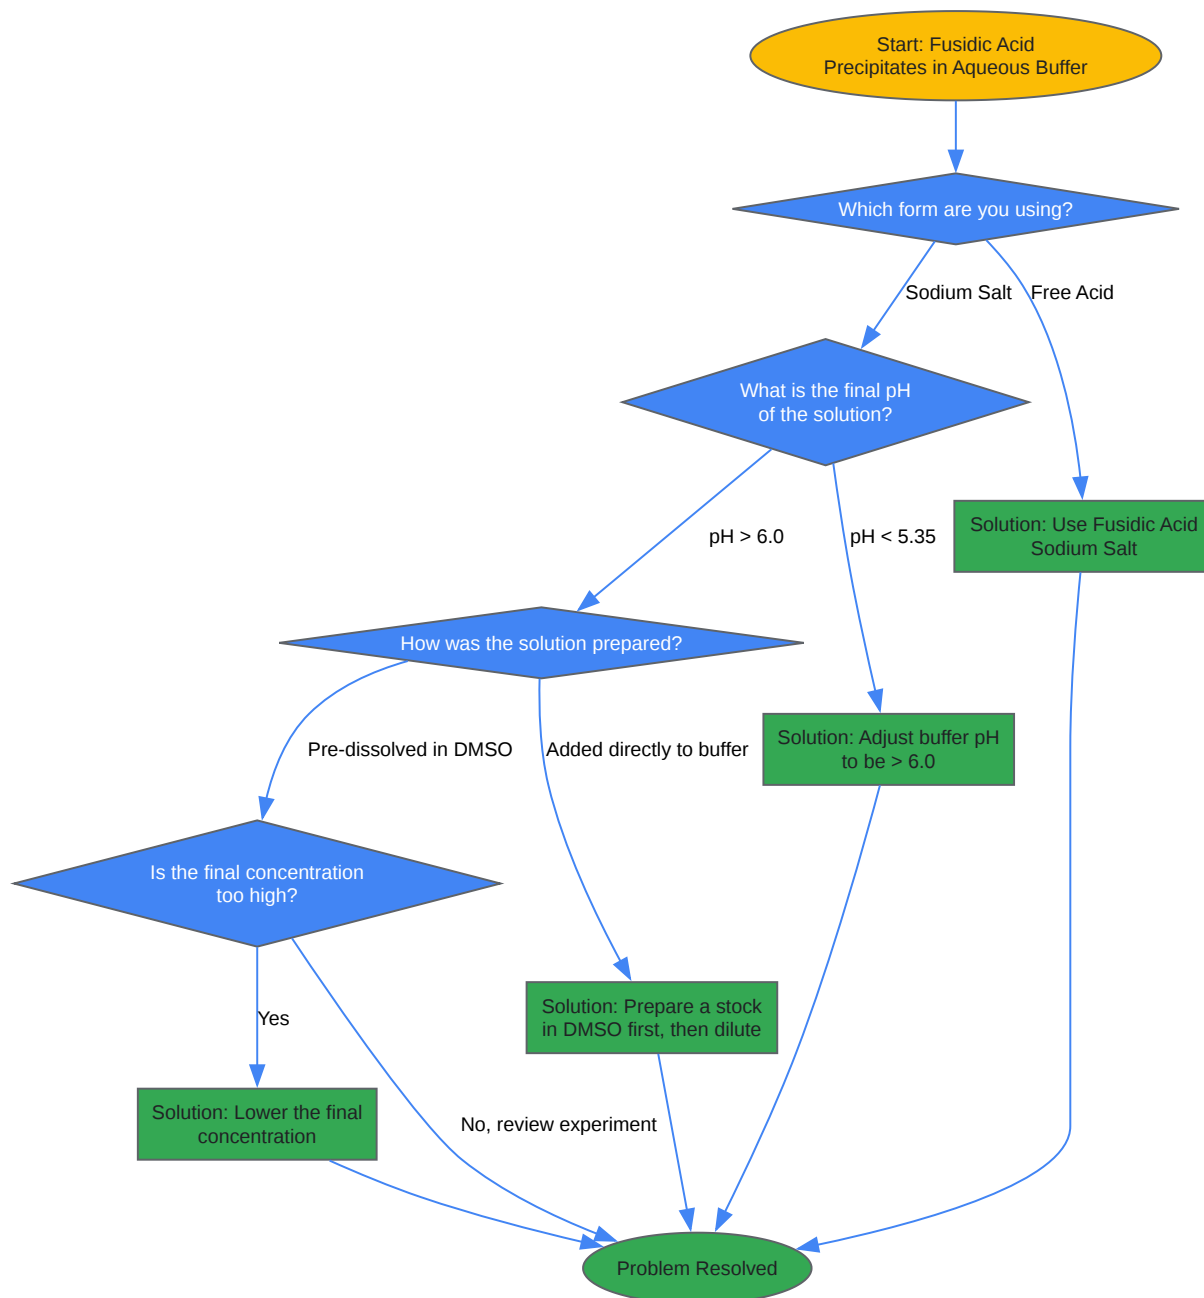 Start: Fusidic Acid
Precipitates in Aqueous Buffer
Which form are you using?
Sodium Salt
Free Acid
What is the final pH
of the solution?
pH > 6.0
pH < 5.35
Solution: Use Fusidic Acid
Sodium Salt
How was the solution prepared?
Pre-dissolved in DMSO
Added directly to buffer
Solution: Adjust buffer pH
to be > 6.0
Is the final concentration
too high?
Yes
Solution: Prepare a stock
in DMSO first, then dilute
Solution: Lower the final
concentration
No, review experiment
Problem Resolved